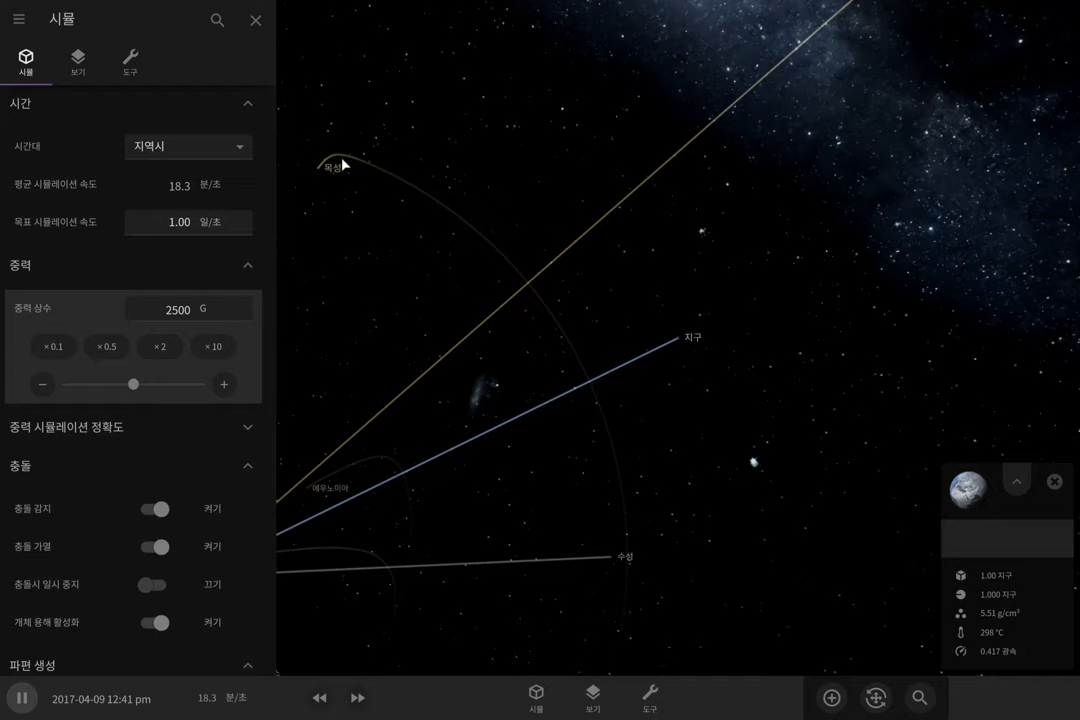 시뮬
시뮬
보기
도구
시간
시간대
지역시
평균 시뮬레이션 속도
18.3 분/초
목표 시뮬레이션 속도
1.00 일/초
중력
중력 상수
2500 G
× 0.1
× 0.5
× 2
× 10
중력 시뮬레이션 정확도
충돌
충돌 감지
켜기
충돌 가열
켜기
충돌시 일시 중지
끄기
개체 용해 활성화
켜기
파편 생성
목성
지구
에우노미아
수성
1.00 지구
1.000 지구
5.51 g/cm³
298 °C
0.417 광속
2017-04-09 12:41 pm
18.3 분/초
시뮬
보기
도구